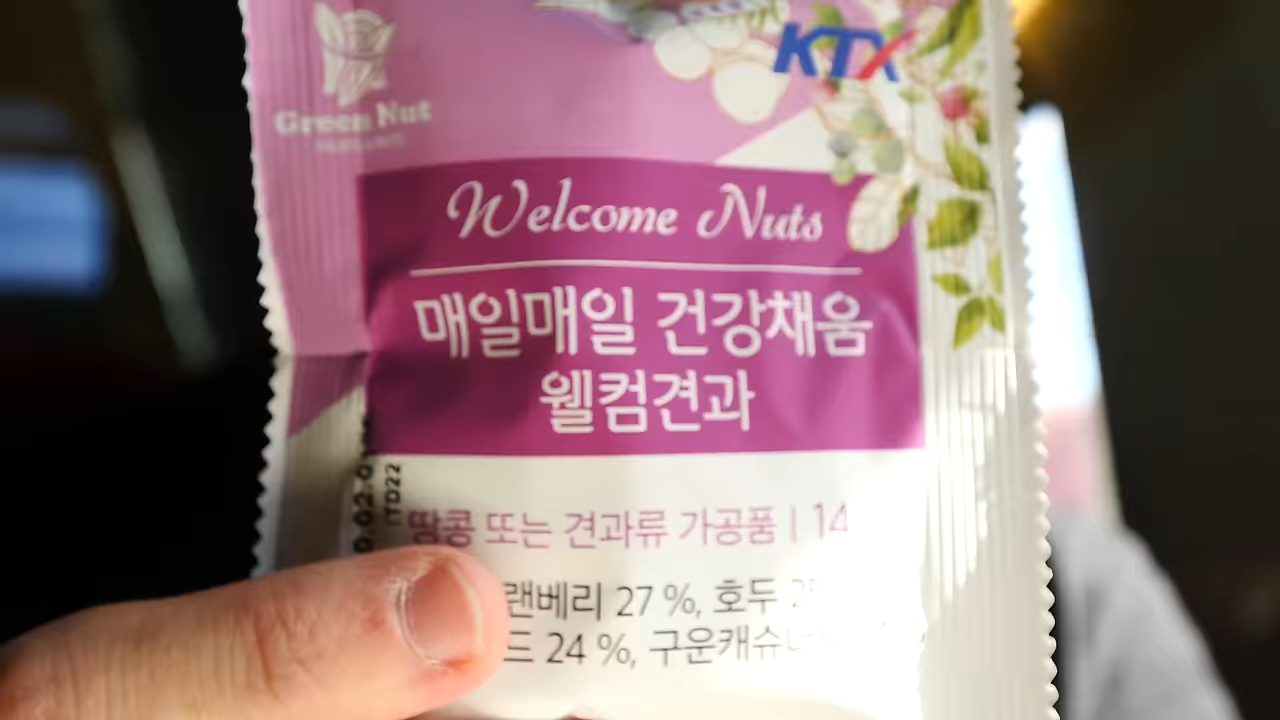 KTX
Green Nut
Welcome Nuts
매일매일 건강채움
웰컴견과
땅콩 또는 견과류 가공품 | 14
랜베리 27 %, 호두
드 24 %, 구운캐슈
ITD22